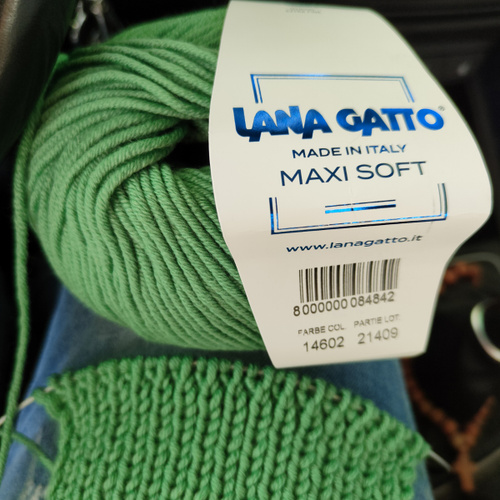 LANA GATTO®
MADE IN ITALY
MAXI SOFT
www.lanagatto.it
8000000084842
FARBE COL. PARTIE LOT
14602 21409